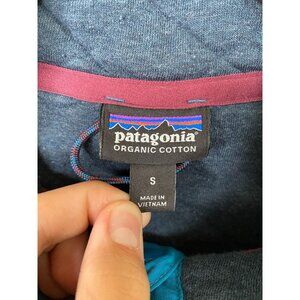 patagonia
ORGANIC COTTON
S
MADE IN
VIETNAM